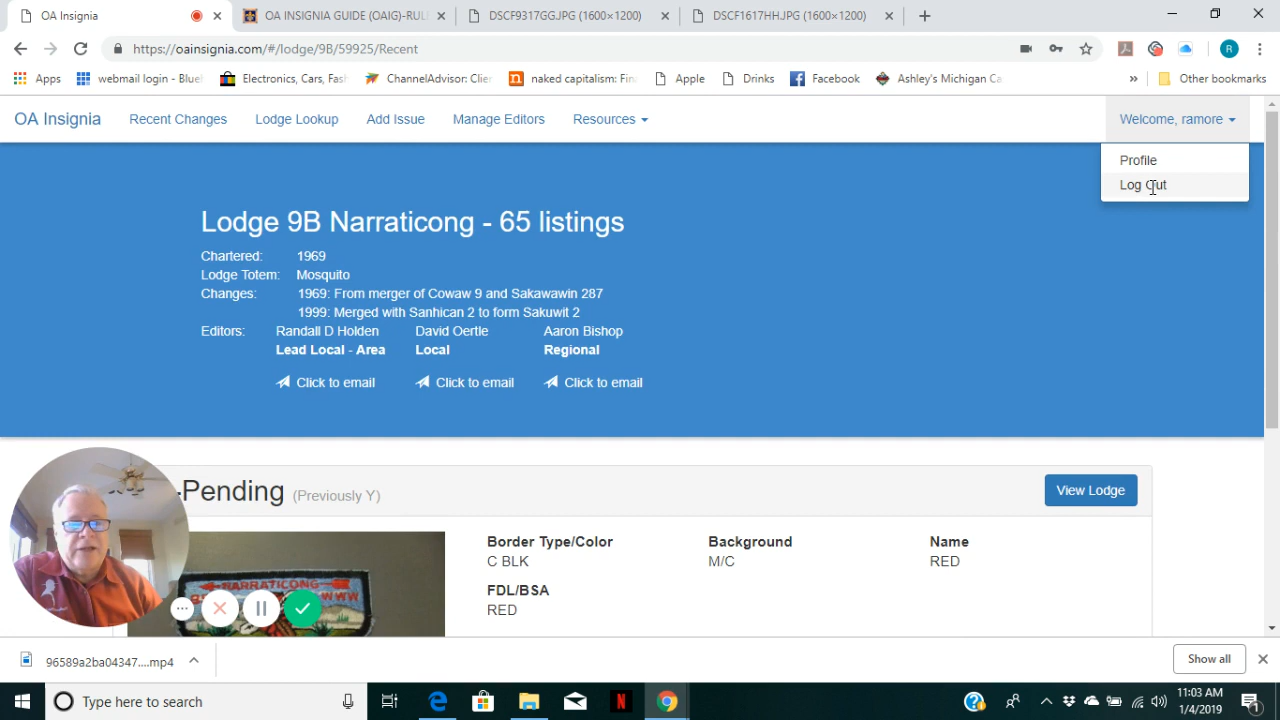 OA Insignia
OA INSIGNIA GUIDE (OAIG)-RUL
DSCF9317GG.JPG (1600×1200)
DSCF1617HH.JPG (1600×1200)
https://oainsignia.com/#/lodge/9B/59925/Recent
R
Apps
webmail login - Blue
Electronics, Cars, Fash
ChannelAdvisor: Clien
naked capitalism: Fin
Apple
Drinks
Facebook
Ashley's Michigan Ca
»
Other bookmarks
OA Insignia
Recent Changes
Lodge Lookup
Add Issue
Manage Editors
Resources
Welcome, ramore
Profile
Log Out
Lodge 9B Narraticong - 65 listings
Chartered: 1969
Lodge Totem: Mosquito
Changes: 1969: From merger of Cowaw 9 and Sakawawin 287
1999: Merged with Sanhican 2 to form Sakuwit 2
Editors: Randall D Holden David Oertle Aaron Bishop
Lead Local - Area Local Regional
Click to email Click to email Click to email
-Pending (Previously Y)
View Lodge
Border Type/Color Background Name
C BLK M/C RED
FDL/BSA
RED
NARRATICONG
WWW
96589a2ba04347....mp4
Show all
Type here to search
N
11:03 AM
1/4/2019
1